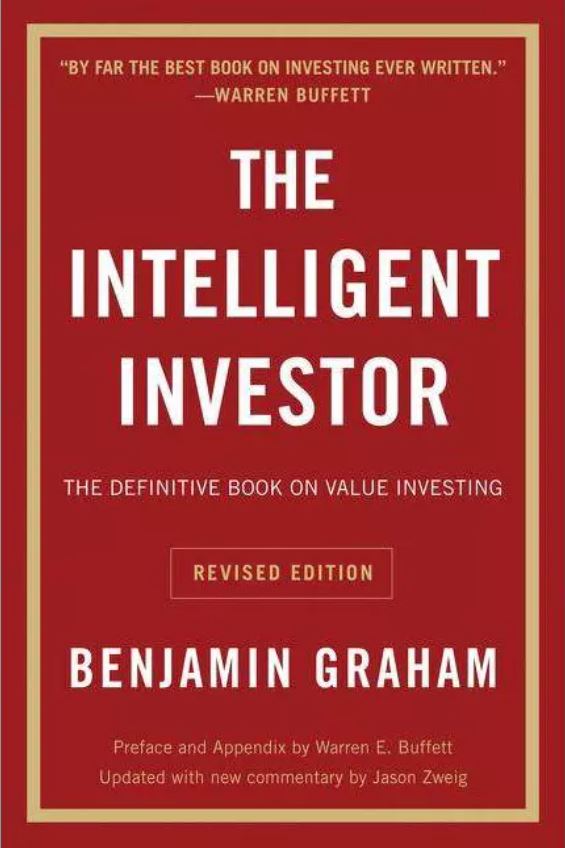 “BY FAR THE BEST BOOK ON INVESTING EVER WRITTEN.”
—WARREN BUFFETT
THE
INTELLIGENT
INVESTOR
THE DEFINITIVE BOOK ON VALUE INVESTING
REVISED EDITION
BENJAMIN GRAHAM
Preface and Appendix by Warren E. Buffett
Updated with new commentary by Jason Zweig